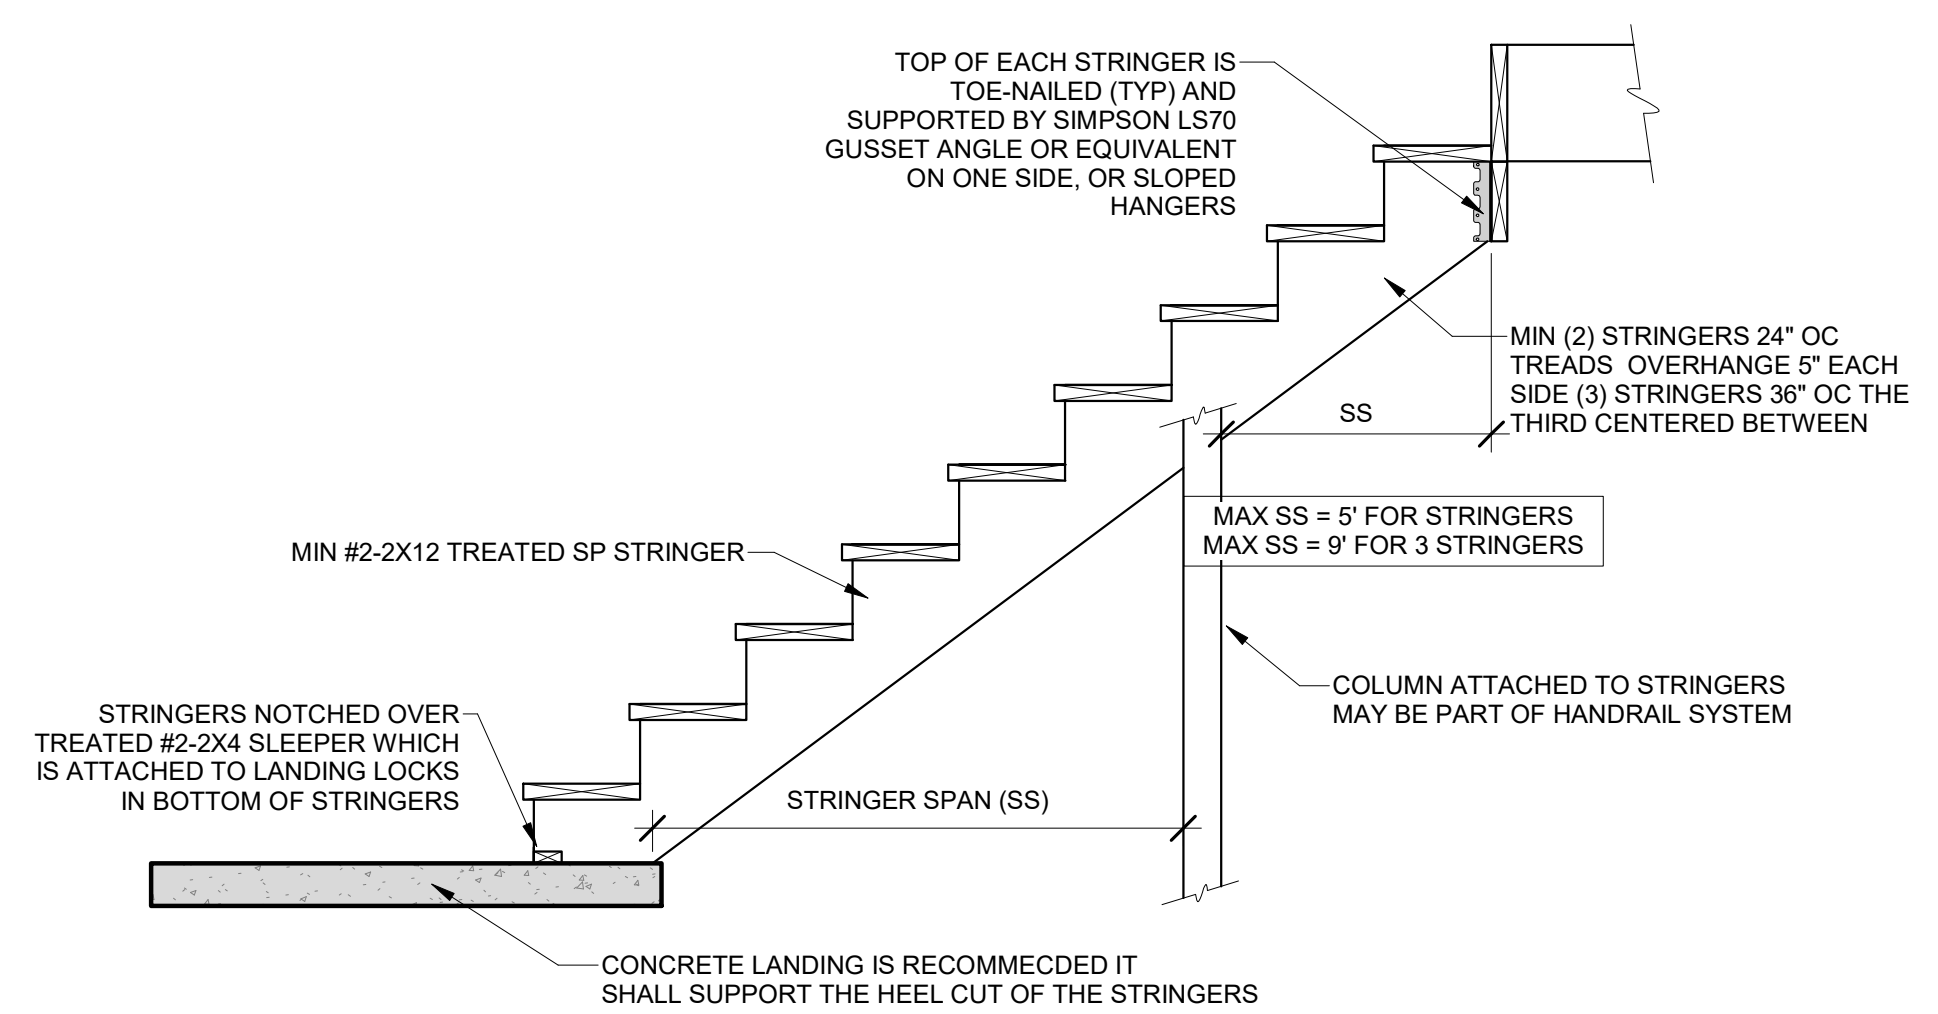 TOP OF EACH STRINGER IS
TOE-NAILED (TYP) AND
SUPPORTED BY SIMPSON LS70
GUSSET ANGLE OR EQUIVALENT
ON ONE SIDE, OR SLOPED
HANGERS
MIN (2) STRINGERS 24" OC
TREADS OVERHANGE 5" EACH
SIDE (3) STRINGERS 36" OC THE
THIRD CENTERED BETWEEN
SS
MAX SS = 5' FOR STRINGERS
MAX SS = 9' FOR 3 STRINGERS
MIN #2-2X12 TREATED SP STRINGER
COLUMN ATTACHED TO STRINGERS
MAY BE PART OF HANDRAIL SYSTEM
STRINGERS NOTCHED OVER
TREATED #2-2X4 SLEEPER WHICH
IS ATTACHED TO LANDING LOCKS
IN BOTTOM OF STRINGERS
STRINGER SPAN (SS)
CONCRETE LANDING IS RECOMMECDED IT
SHALL SUPPORT THE HEEL CUT OF THE STRINGERS